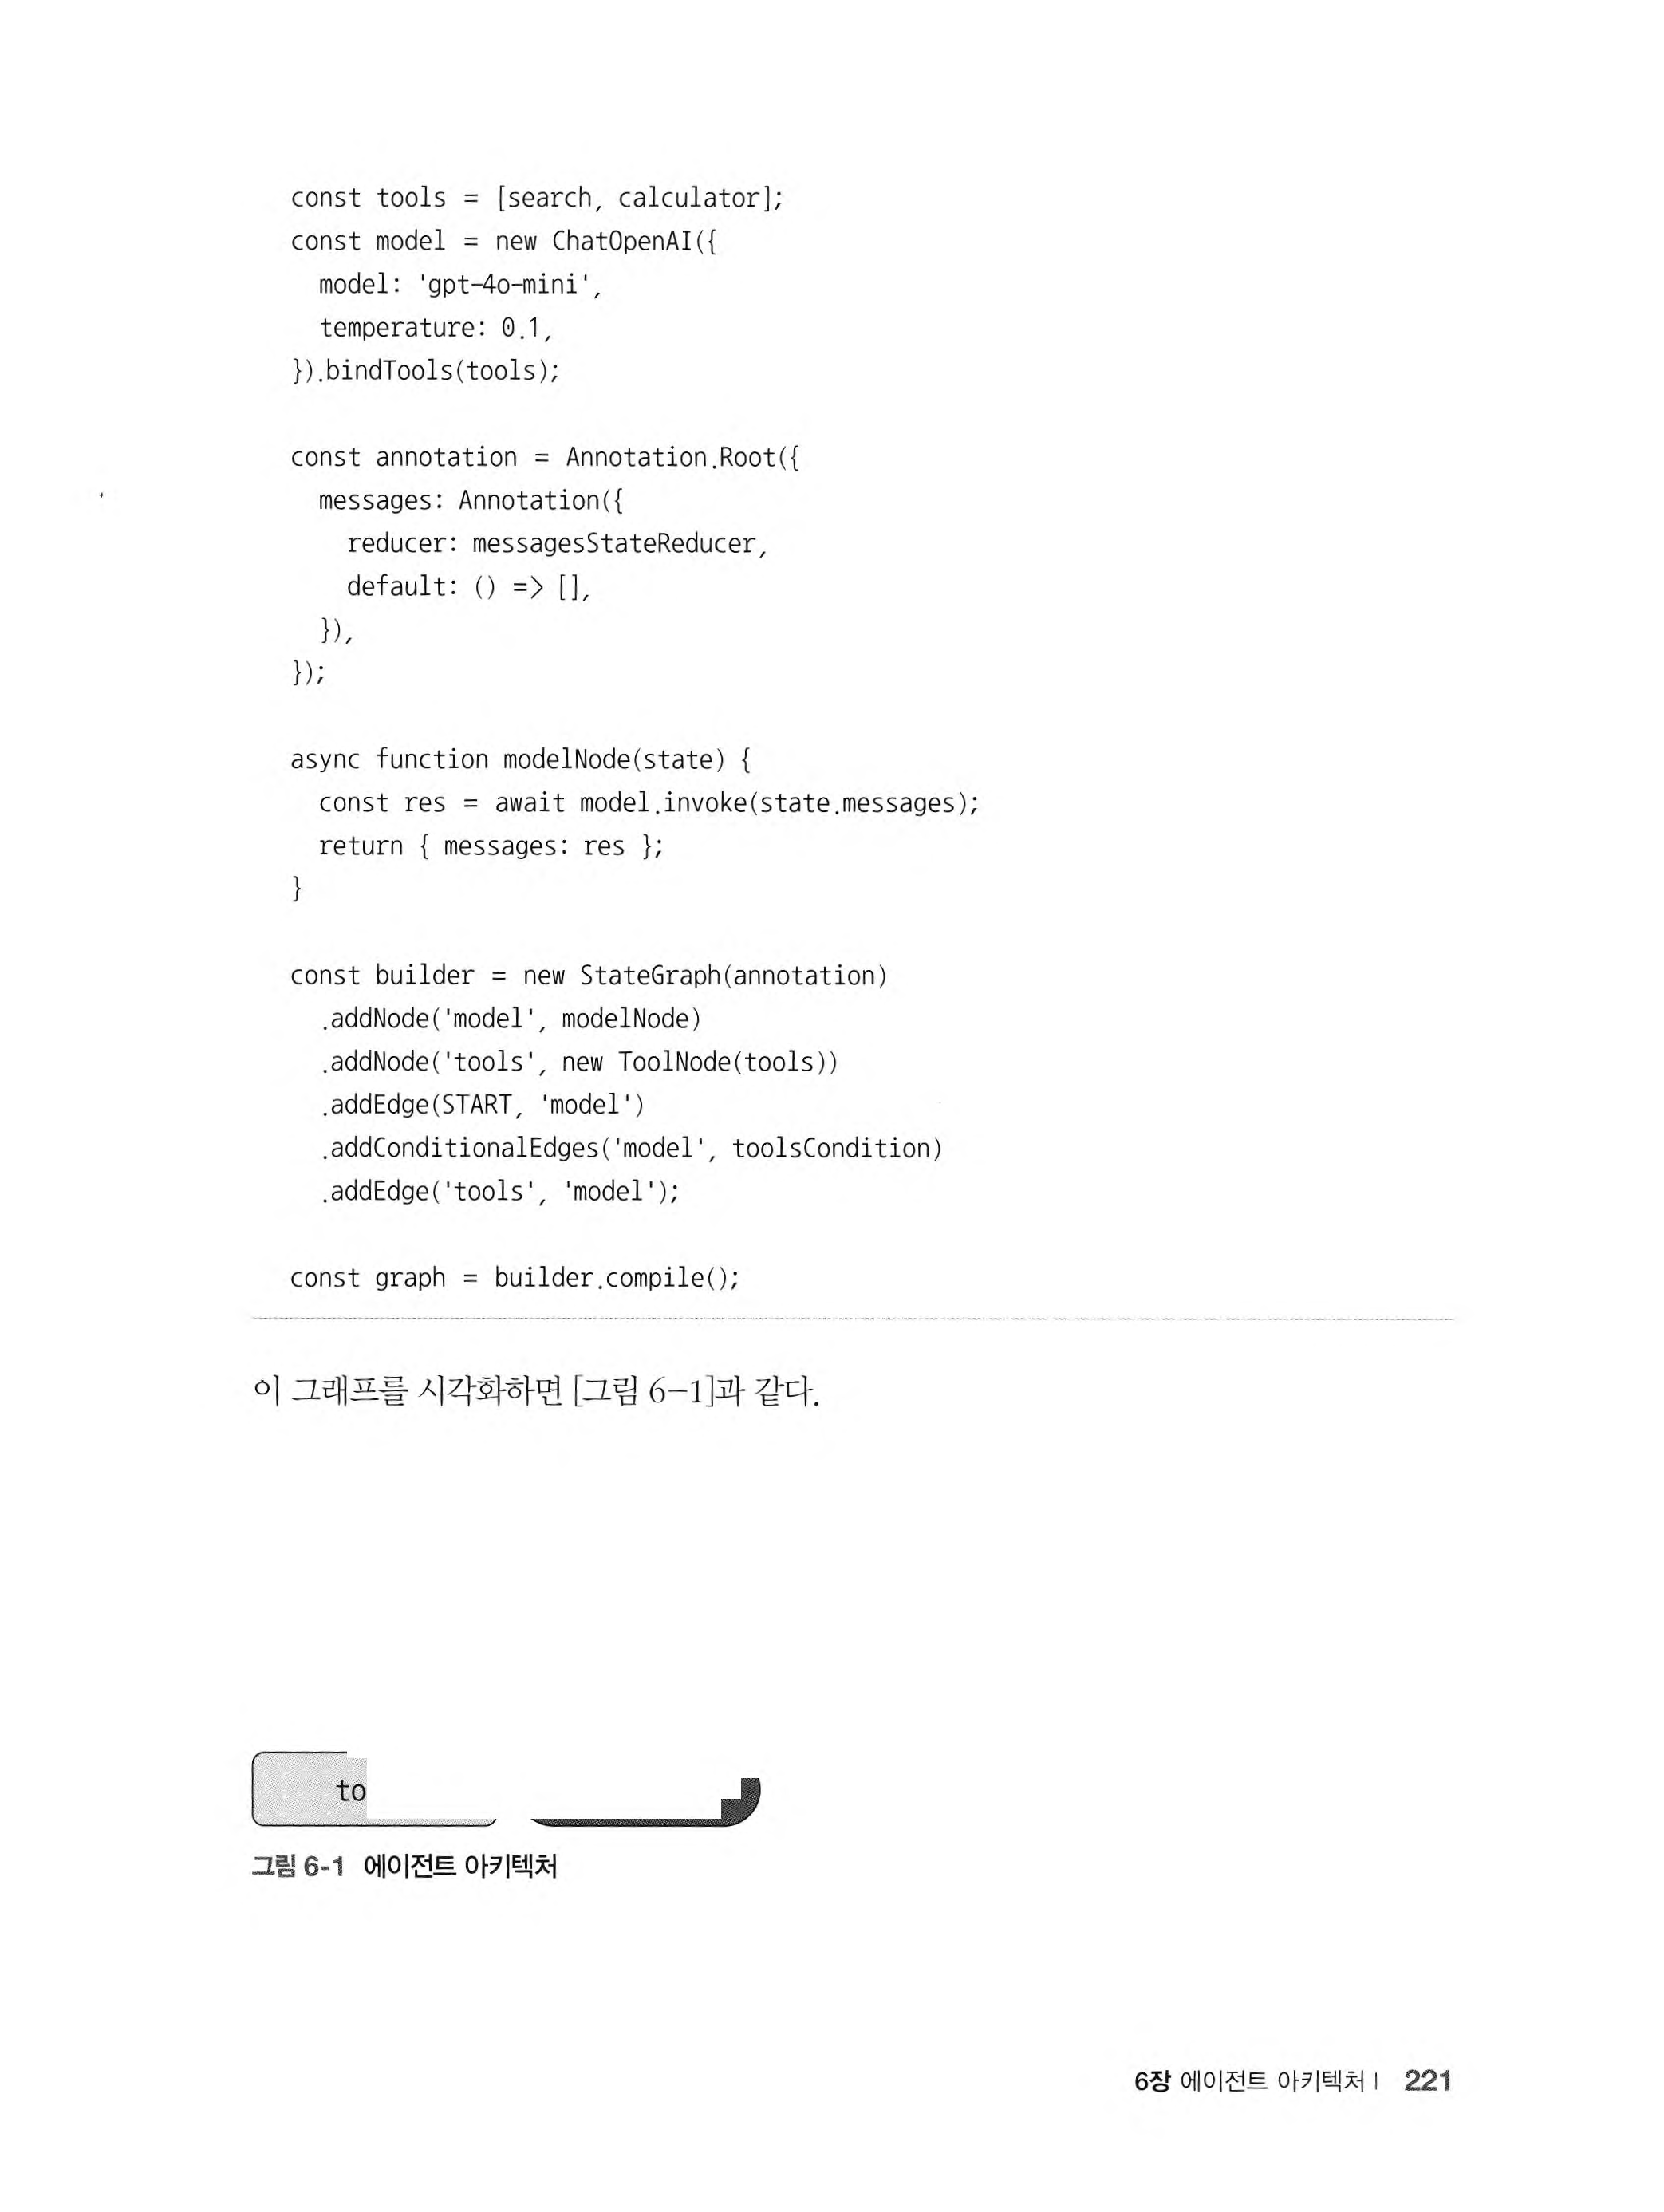 const tools = [search, calculator];
const model = new ChatOpenAI({
  model: 'gpt-4o-mini',
  temperature: 0.1,
}).bindTools(tools);

const annotation = Annotation.Root({
  messages: Annotation({
    reducer: messagesStateReducer,
    default: () => [],
  }),
});

async function modelNode(state) {
  const res = await model.invoke(state.messages);
  return { messages: res };
}

const builder = new StateGraph(annotation)
  .addNode('model', modelNode)
  .addNode('tools', new ToolNode(tools))
  .addEdge(START, 'model')
  .addConditionalEdges('model', toolsCondition)
  .addEdge('tools', 'model');

const graph = builder.compile();
이 그래프를 시각화하면 [그림 6-1]과 같다.
to
그림 6-1 에이전트 아키텍처
6장 에이전트 아키텍처 | 221